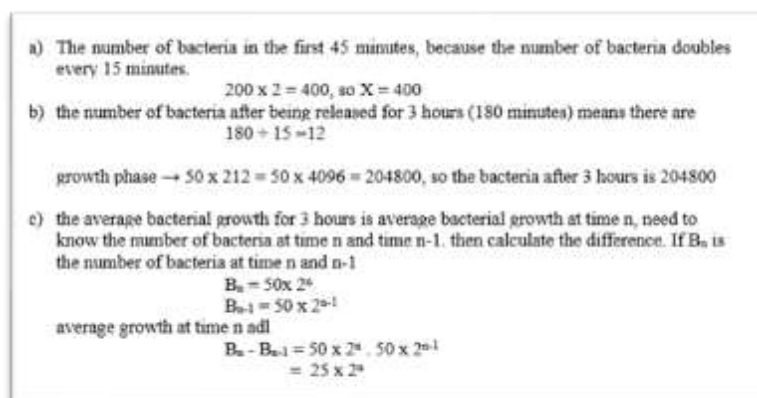 a) The number of bacteria in the first 45 minutes, because the number of bacteria doubles
every 15 minutes.
200 x 2 = 400, so X = 400
b) the number of bacteria after being released for 3 hours (180 minutes) means there are
180 ÷ 15 =12
growth phase → 50 x 212 = 50 x 4096 = 204800, so the bacteria after 3 hours is 204800
c) the average bacterial growth for 3 hours is average bacterial growth at time n, need to
know the number of bacteria at time n and time n-1. then calculate the difference. If Bₙ is
the number of bacteria at time n and n-1
Bₙ = 50x 2ⁿ
Bₙ₋₁ = 50 x 2ⁿ⁻¹
average growth at time n adl
Bₙ - Bₙ₋₁ = 50 x 2ⁿ . 50 x 2ⁿ⁻¹
= 25 x 2ⁿ